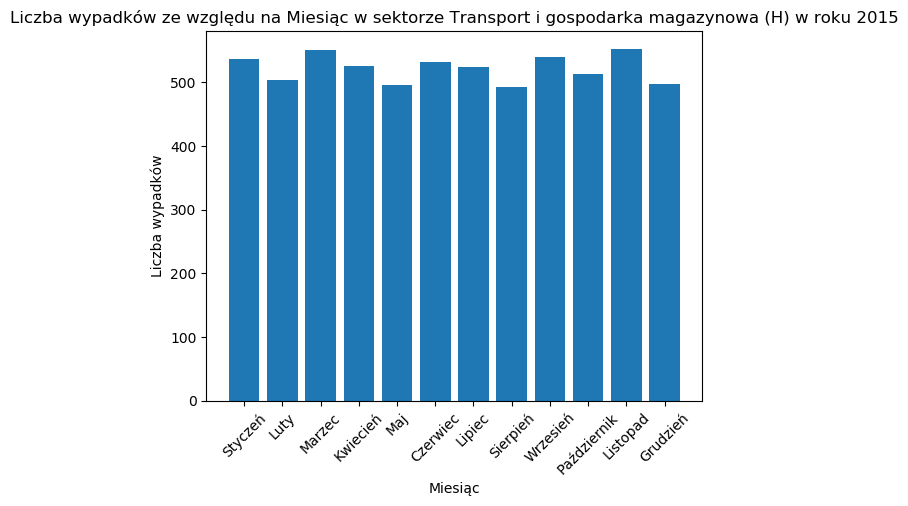 Liczba wypadków ze względu na Miesiąc w sektorze Transport i gospodarka magazynowa (H) w roku 2015
Liczba wypadków
500
400
300
200
100
0
Styczeń
Luty
Marzec
Kwiecień
Maj
Czerwiec
Lipiec
Sierpień
Wrzesień
Październik
Listopad
Grudzień
Miesiąc